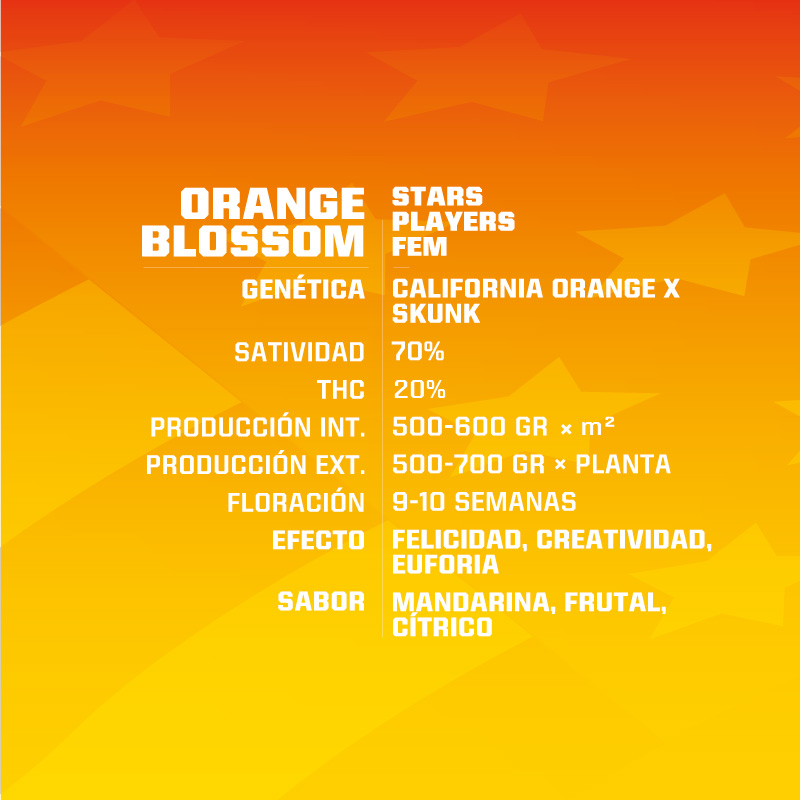 ORANGE
BLOSSOM
STARS
PLAYERS
FEM
GENÉTICA
CALIFORNIA ORANGE X
SKUNK
SATIVIDAD
70%
THC
20%
PRODUCCIÓN INT.
500-600 GR × m²
PRODUCCIÓN EXT.
500-700 GR × PLANTA
FLORACIÓN
9-10 SEMANAS
EFECTO
FELICIDAD, CREATIVIDAD,
EUFORIA
SABOR
MANDARINA, FRUTAL,
CÍTRICO